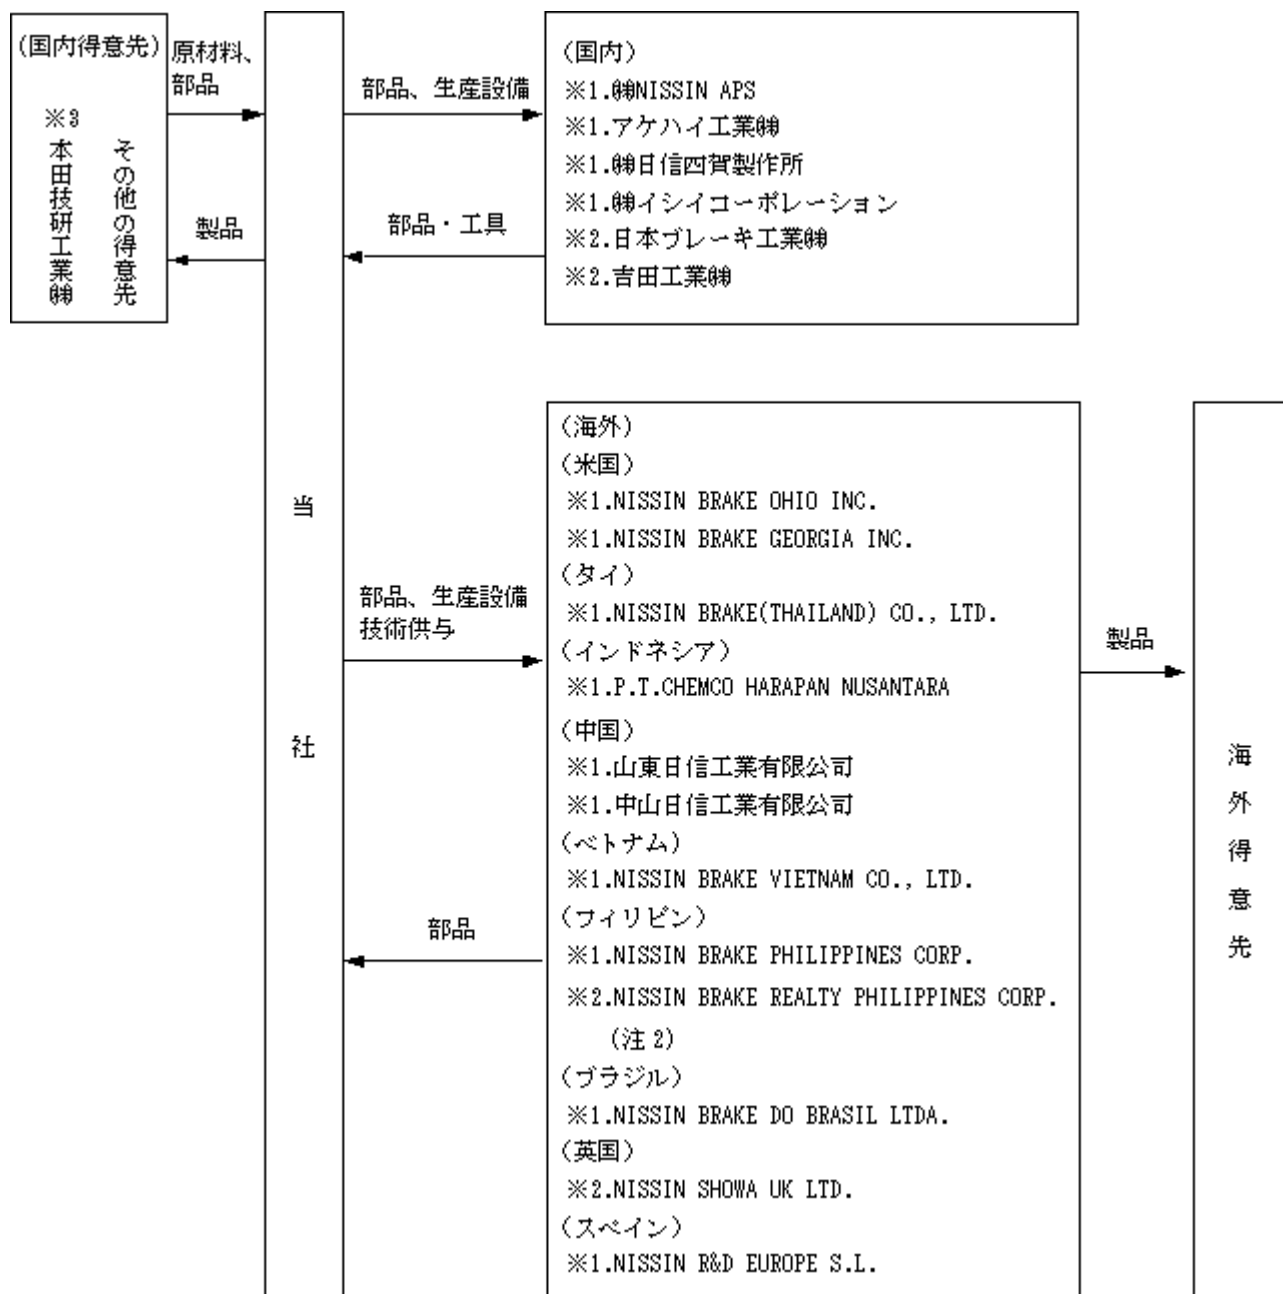 (国内得意先)
※3
本田技研工業㈱
その他の得意先
原材料、
部品
製品
当社
部品、生産設備
部品・工具
(国内)
※1.㈱NISSIN APS
※1.アケハイ工業㈱
※1.㈱日信四賀製作所
※1.㈱イシイコーポレーション
※2.日本ブレーキ工業㈱
※2.吉田工業㈱
部品、生産設備
技術供与
部品
(海外)
(米国)
※1.NISSIN BRAKE OHIO INC.
※1.NISSIN BRAKE GEORGIA INC.
(タイ)
※1.NISSIN BRAKE(THAILAND) CO., LTD.
(インドネシア)
※1.P.T.CHEMCO HARAPAN NUSANTARA
(中国)
※1.山東日信工業有限公司
※1.中山日信工業有限公司
(ベトナム)
※1.NISSIN BRAKE VIETNAM CO., LTD.
(フィリピン)
※1.NISSIN BRAKE PHILIPPINES CORP.
※2.NISSIN BRAKE REALTY PHILIPPINES CORP.
(注2)
(ブラジル)
※1.NISSIN BRAKE DO BRASIL LTDA.
(英国)
※2.NISSIN SHOWA UK LTD.
(スペイン)
※1.NISSIN R&D EUROPE S.L.
製品
海外得意先